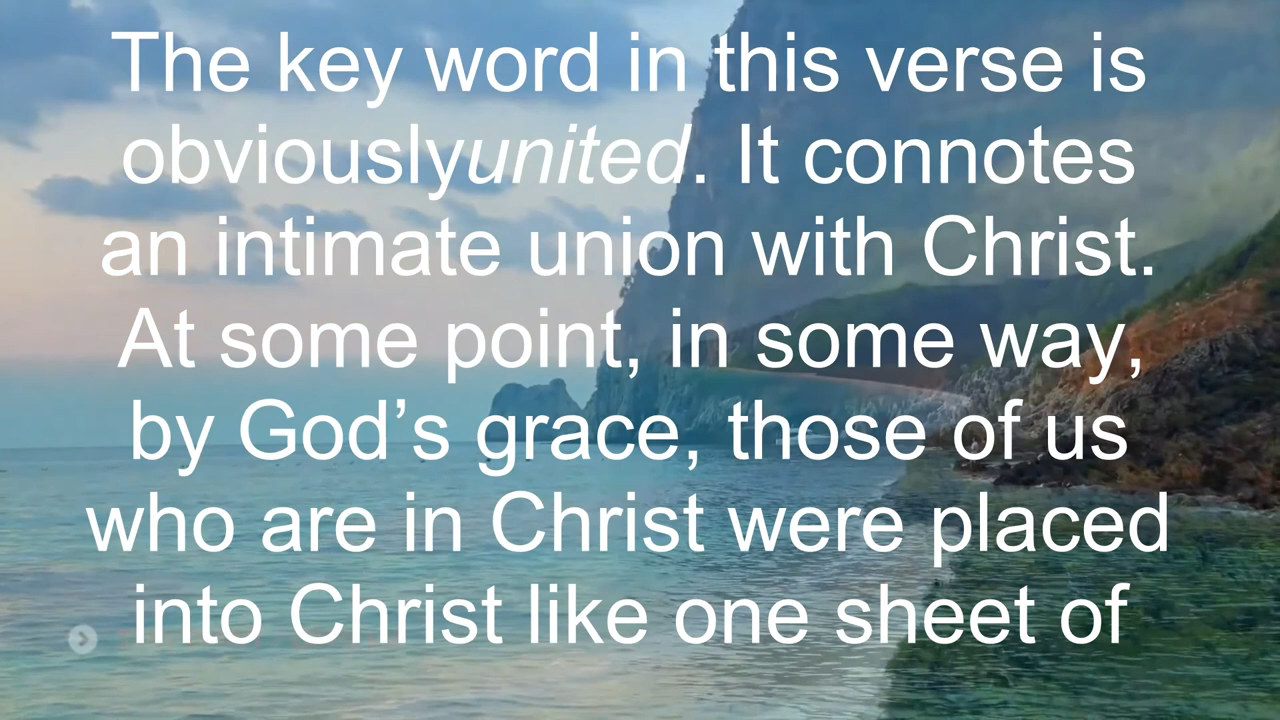 The key word in this verse is
obviouslyunited. It connotes
an intimate union with Christ.
At some point, in some way,
by God’s grace, those of us
who are in Christ were placed
into Christ like one sheet of